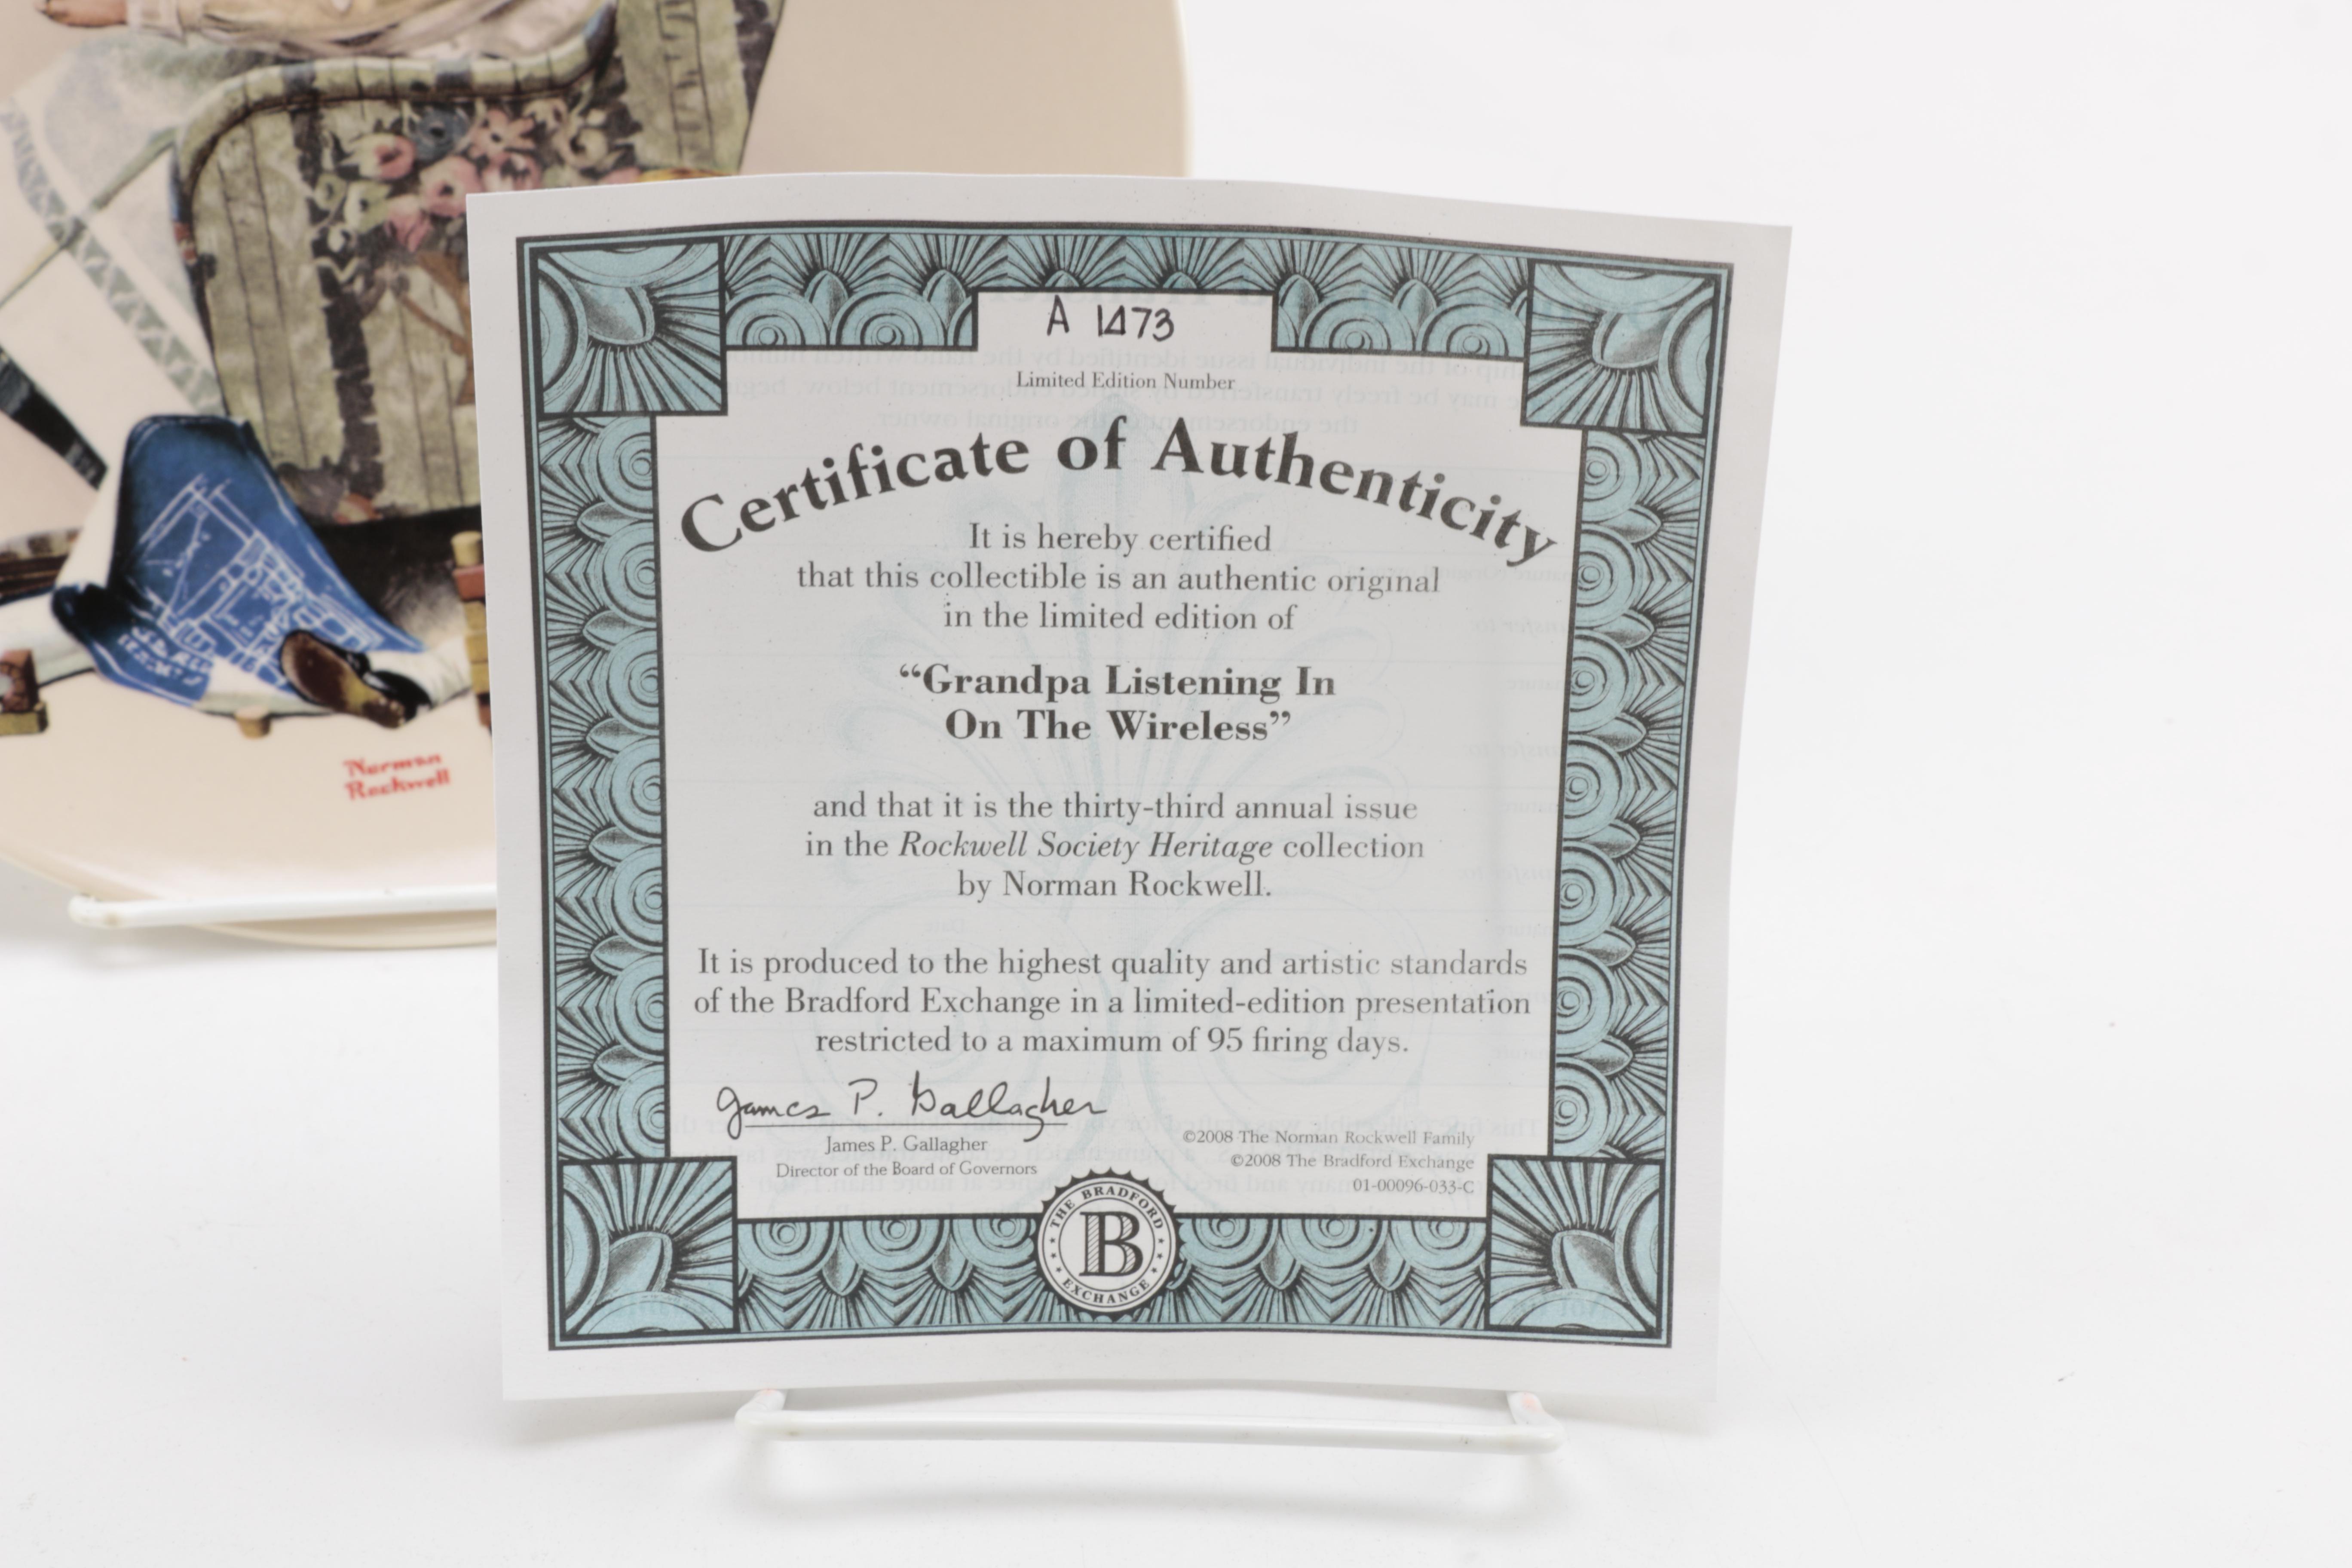 A 1473
Limited Edition Number
Certificate of Authenticity
It is hereby certified
that this collectible is an authentic original
in the limited edition of
“Grandpa Listening In
On The Wireless”
and that it is the thirty-third annual issue
in the Rockwell Society Heritage collection
by Norman Rockwell.
It is produced to the highest quality and artistic standards
of the Bradford Exchange in a limited-edition presentation
restricted to a maximum of 95 firing days.
James P. Gallagher
James P. Gallagher
Director of the Board of Governors
©2008 The Norman Rockwell Family
©2008 The Bradford Exchange
01-00096-033-C
THE BRADFORD
B
EXCHANGE
Norman
Rockwell